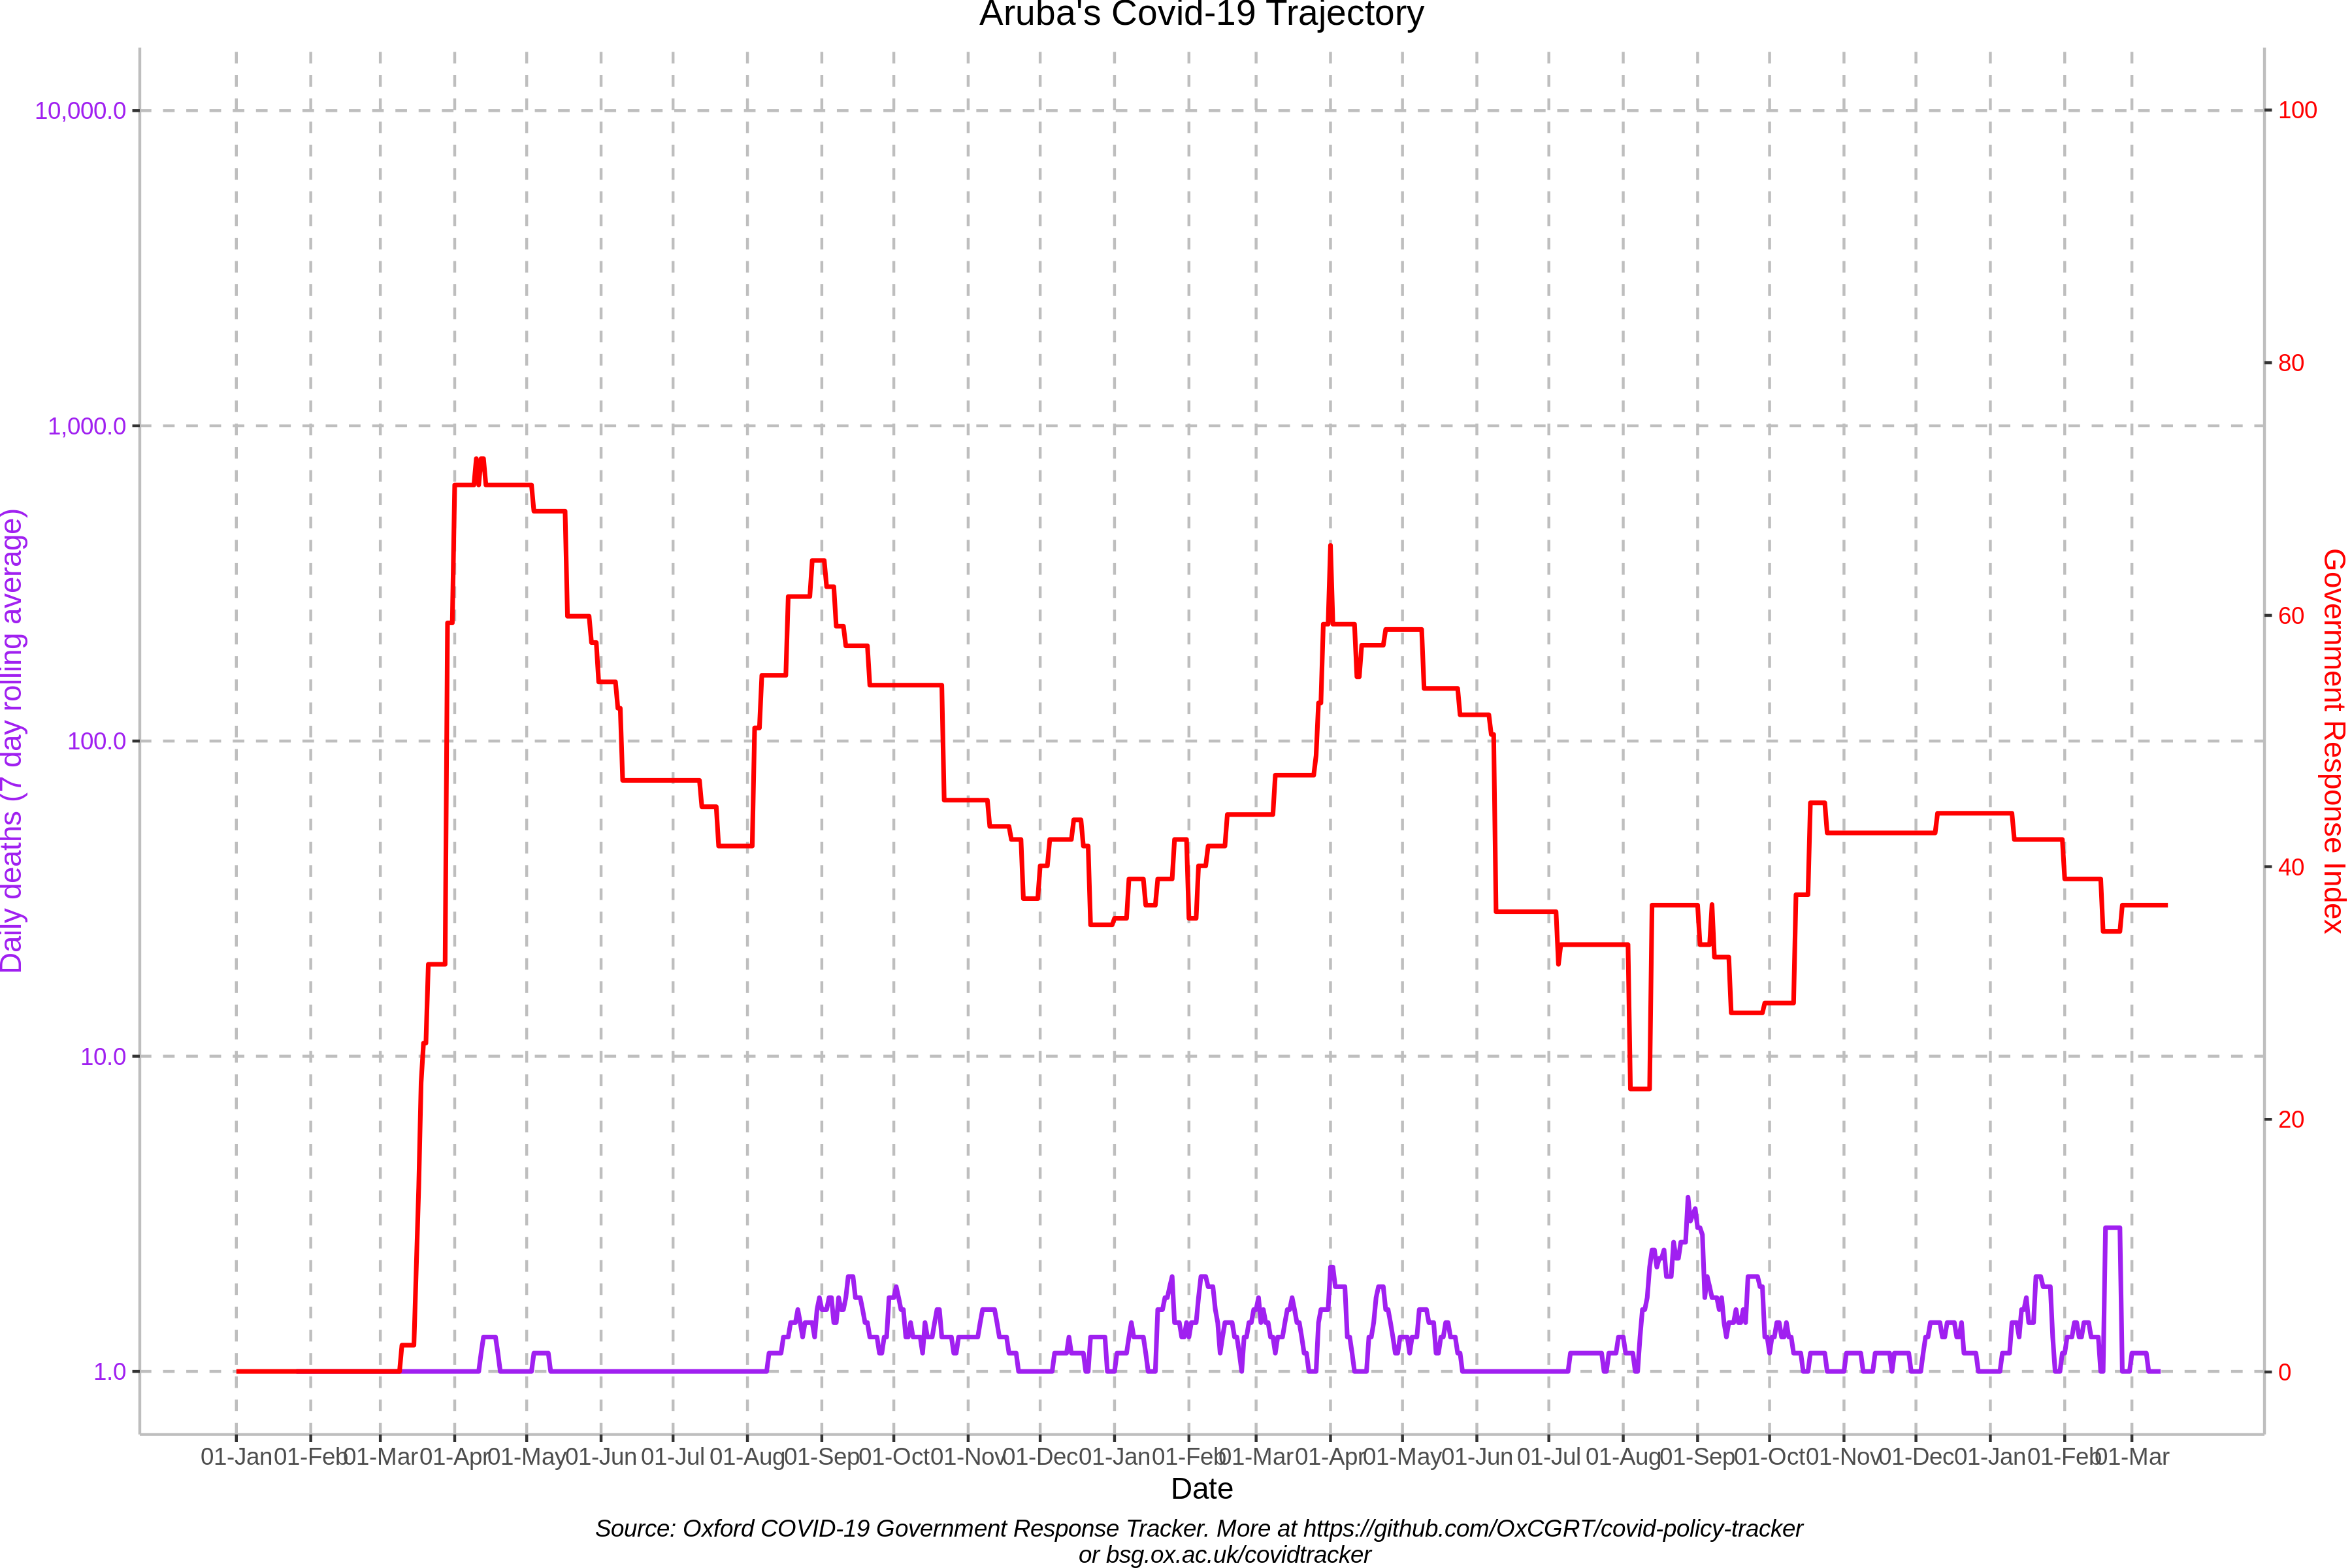 Aruba's Covid-19 Trajectory
10,000.0
1,000.0
100.0
10.0
1.0
Daily deaths (7 day rolling average)
100
80
60
40
20
0
Government Response Index
01-Jan 01-Feb 01-Mar 01-Apr 01-May 01-Jun 01-Jul 01-Aug 01-Sep 01-Oct 01-Nov 01-Dec 01-Jan 01-Feb 01-Mar 01-Apr 01-May 01-Jun 01-Jul 01-Aug 01-Sep 01-Oct 01-Nov 01-Dec 01-Jan 01-Feb 01-Mar
Date
Source: Oxford COVID-19 Government Response Tracker. More at https://github.com/OxCGRT/covid-policy-tracker
or bsg.ox.ac.uk/covidtracker